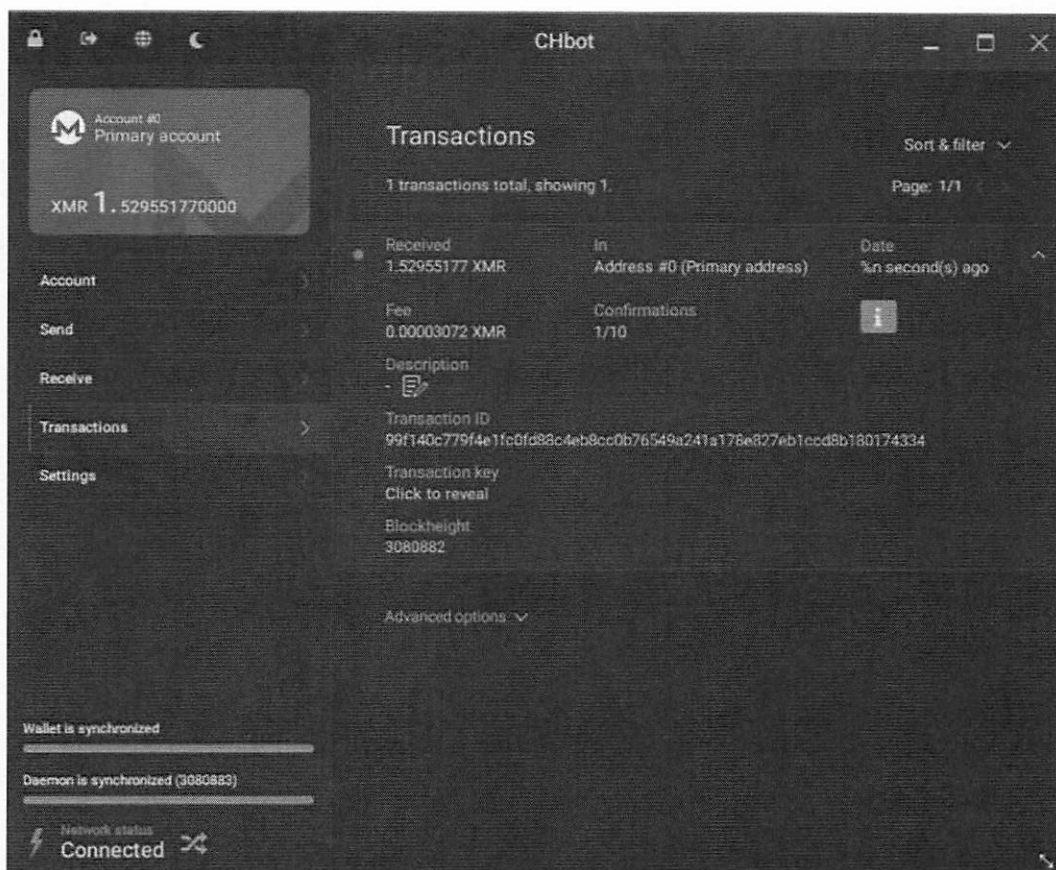 CHbot
Account #0
Primary account
XMR 1.529551770000
Account
Send
Receive
Transactions
Settings
Wallet is synchronized
Daemon is synchronized (3080883)
Network status
Connected
Transactions
Sort & filter
1 transactions total, showing 1.
Page: 1/1
Received
1.52955177 XMR
In
Address #0 (Primary address)
Date
%n second(s) ago
Fee
0.00003072 XMR
Confirmations
1/10
i
Description
-
Transaction ID
99f140c779f4e1fc0fd88c4eb8cc0b76549a241a178e827eb1ccd8b180174334
Transaction key
Click to reveal
Blockheight
3080882
Advanced options